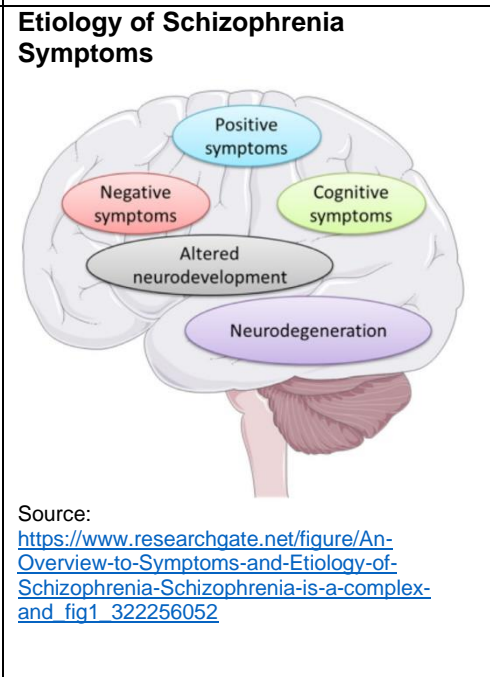 Etiology of Schizophrenia
Symptoms
Positive
symptoms
Negative
symptoms
Cognitive
symptoms
Altered
neurodevelopment
Neurodegeneration
Source:
https://www.researchgate.net/figure/An-
Overview-to-Symptoms-and-Etiology-of-
Schizophrenia-Schizophrenia-is-a-complex-
and_fig1_322256052